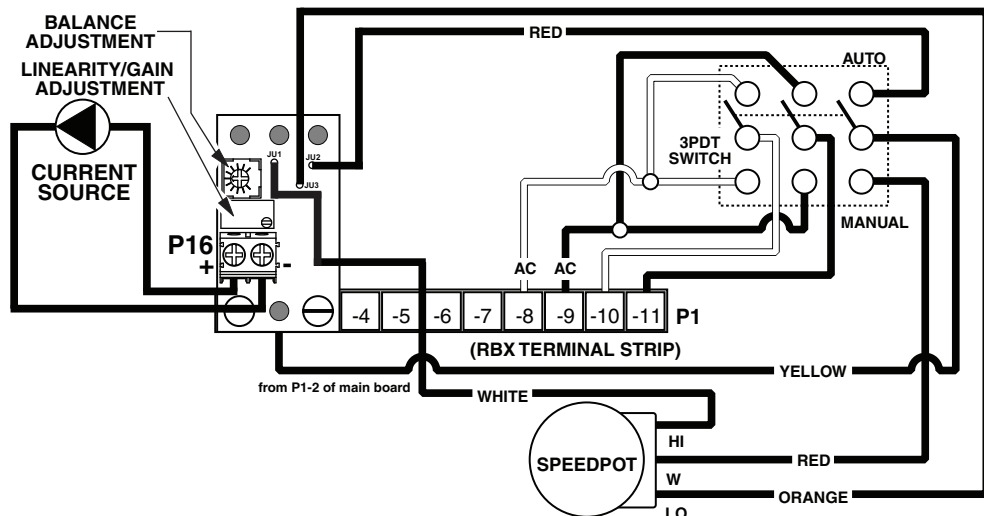 BALANCE
ADJUSTMENT
LINEARITY/GAIN
ADJUSTMENT
CURRENT
SOURCE
RED
AUTO
JU1
JU2
JU3
3PDT
SWITCH
MANUAL
P16
+
-
AC
AC
-4
-5
-6
-7
-8
-9
-10
-11
P1
(RBX TERMINAL STRIP)
YELLOW
from P1-2 of main board
WHITE
HI
SPEEDPOT
RED
W
ORANGE
LO